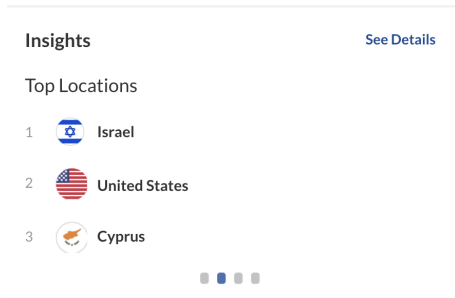 Insights
See Details
Top Locations
1 Israel
2 United States
3 Cyprus